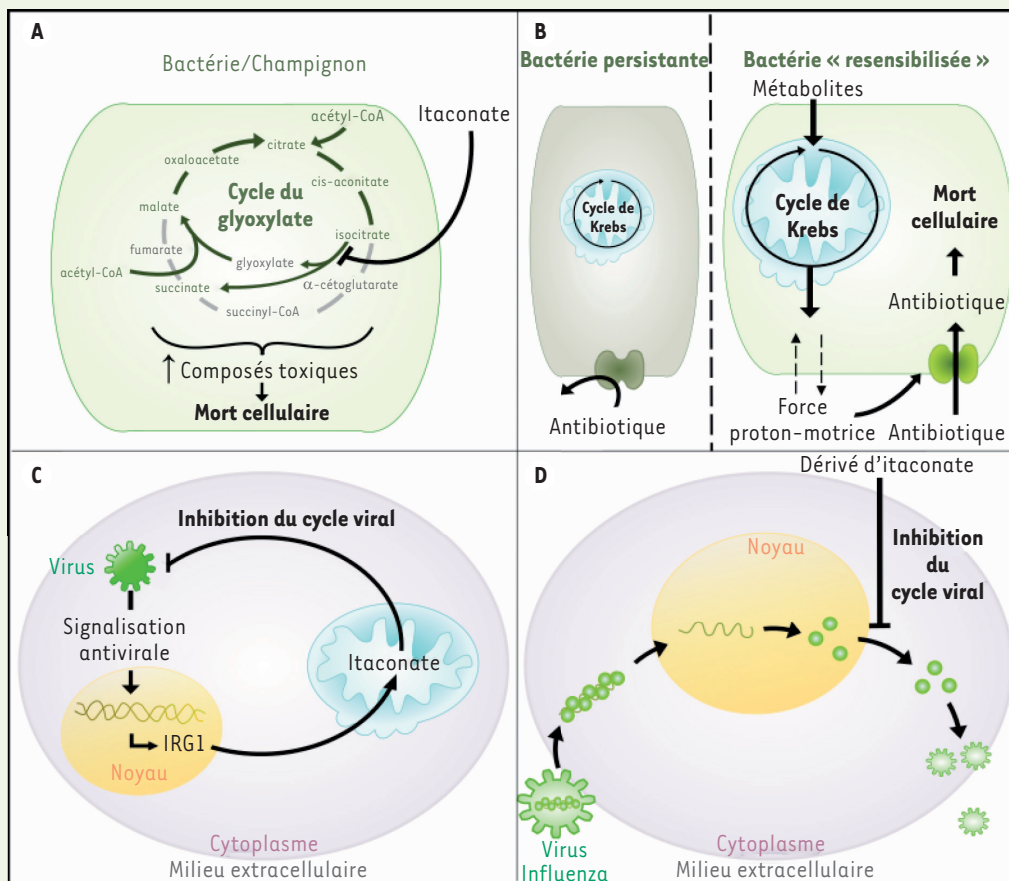 A
Bactérie/Champignon
acétyl-CoA
Itaconate
citrate
oxaloacetate
cis-aconitate
Cycle du
glyoxylate
malate
isocitrate
fumarate
glyoxylate
acétyl-CoA
α-cétoglutarate
succinate
succinyl-CoA
↑ Composés toxiques
Mort cellulaire
B
Bactérie persistante
Cycle de
Krebs
Antibiotique
Bactérie « resensibilisée »
Métabolites
Cycle de
Krebs
Mort
cellulaire
Antibiotique
Force
proton-motrice
Antibiotique
C
Inhibition du cycle viral
Virus
Signalisation
antivirale
Itaconate
IRG1
Noyau
Cytoplasme
Milieu extracellulaire
D
Dérivé d'itaconate
Noyau
Inhibition
du
cycle viral
Virus
Influenza
Cytoplasme
Milieu extracellulaire